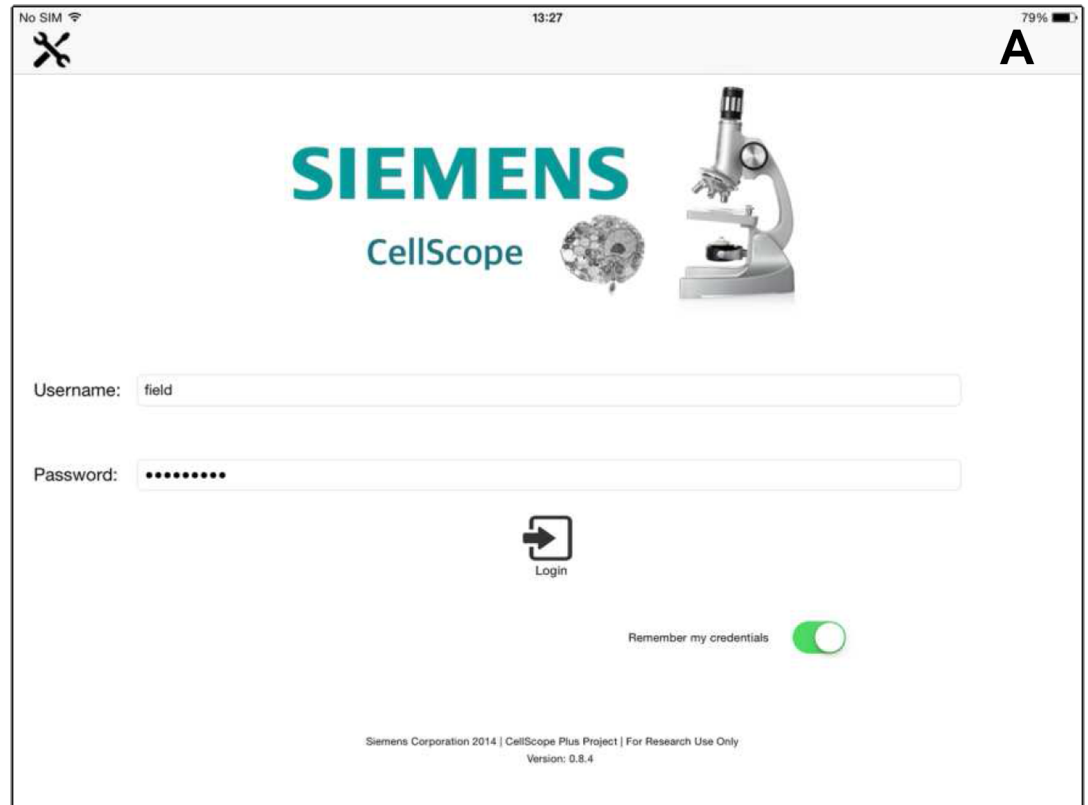 No SIM 13:27 79%
A
SIEMENS
CellScope
Username: field
Password: •••••••••
Login
Remember my credentials
Siemens Corporation 2014 | CellScope Plus Project | For Research Use Only
Version: 0.8.4